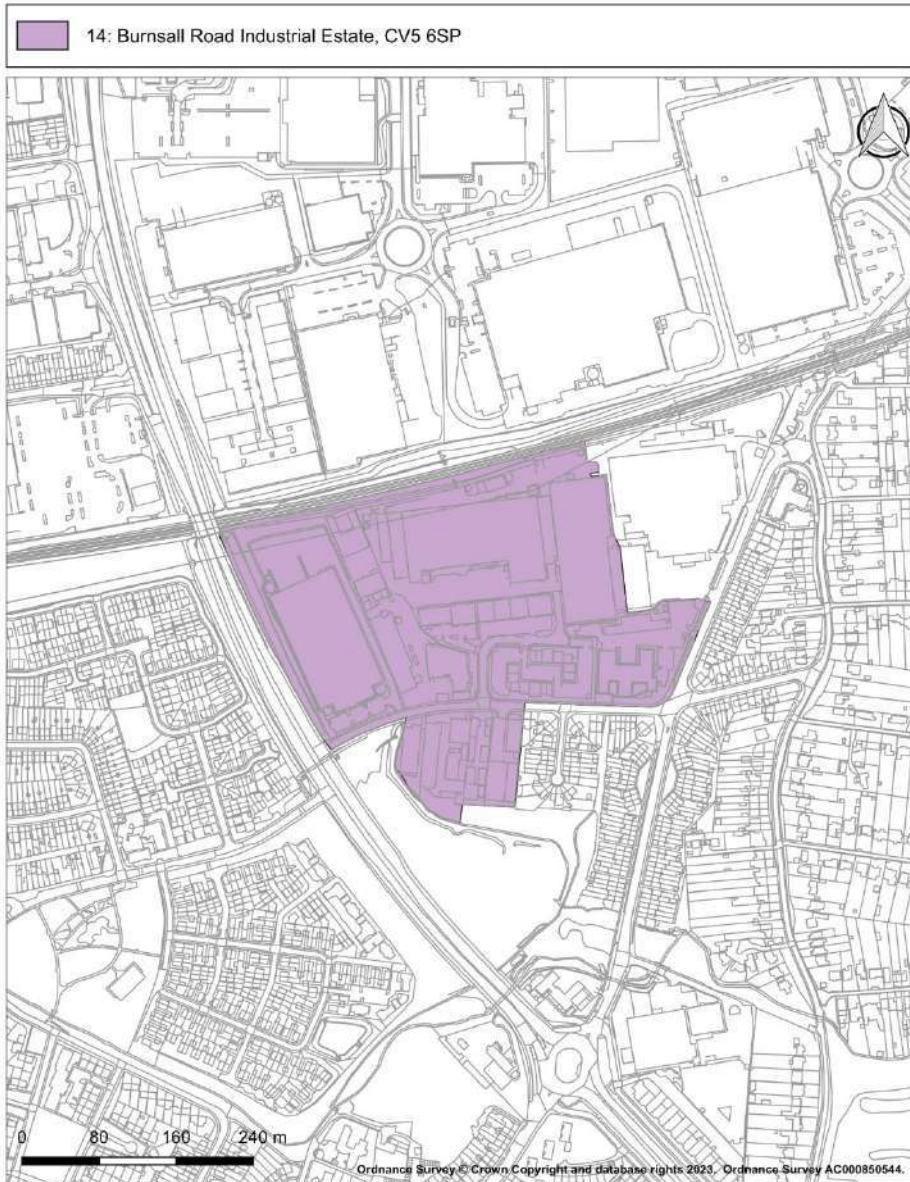 14: Burnsall Road Industrial Estate, CV5 6SP
0 80 160 240 m
Ordnance Survey © Crown Copyright and database rights 2023. Ordnance Survey AC000850544.